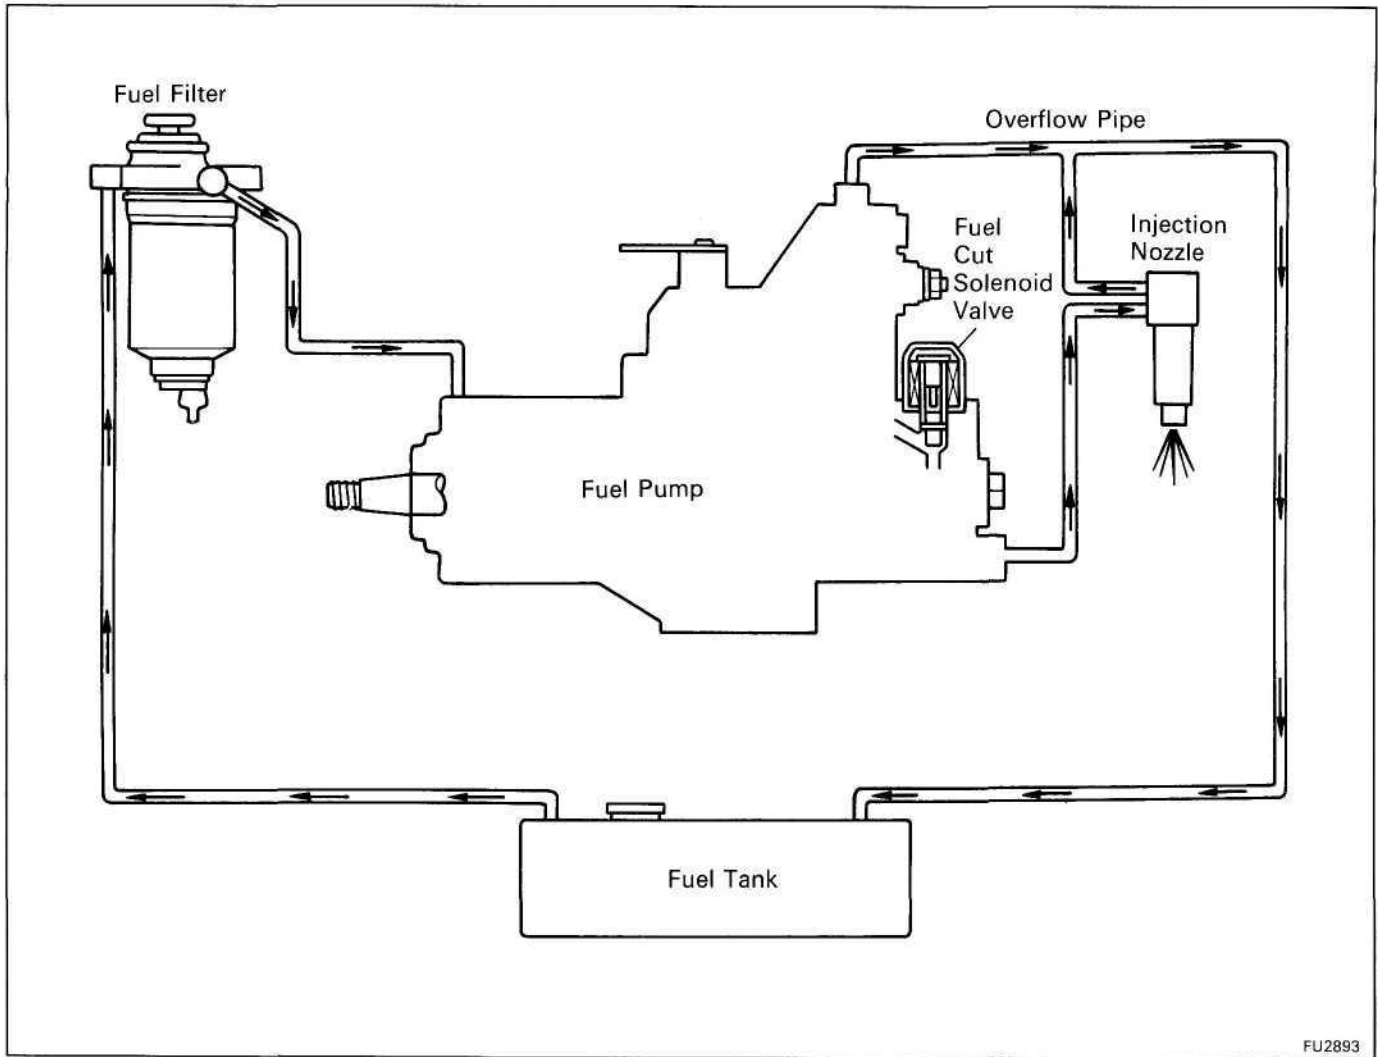 Fuel Filter
Overflow Pipe
Fuel
Cut
Solenoid
Valve
Injection
Nozzle
Fuel Pump
Fuel Tank
FU2893